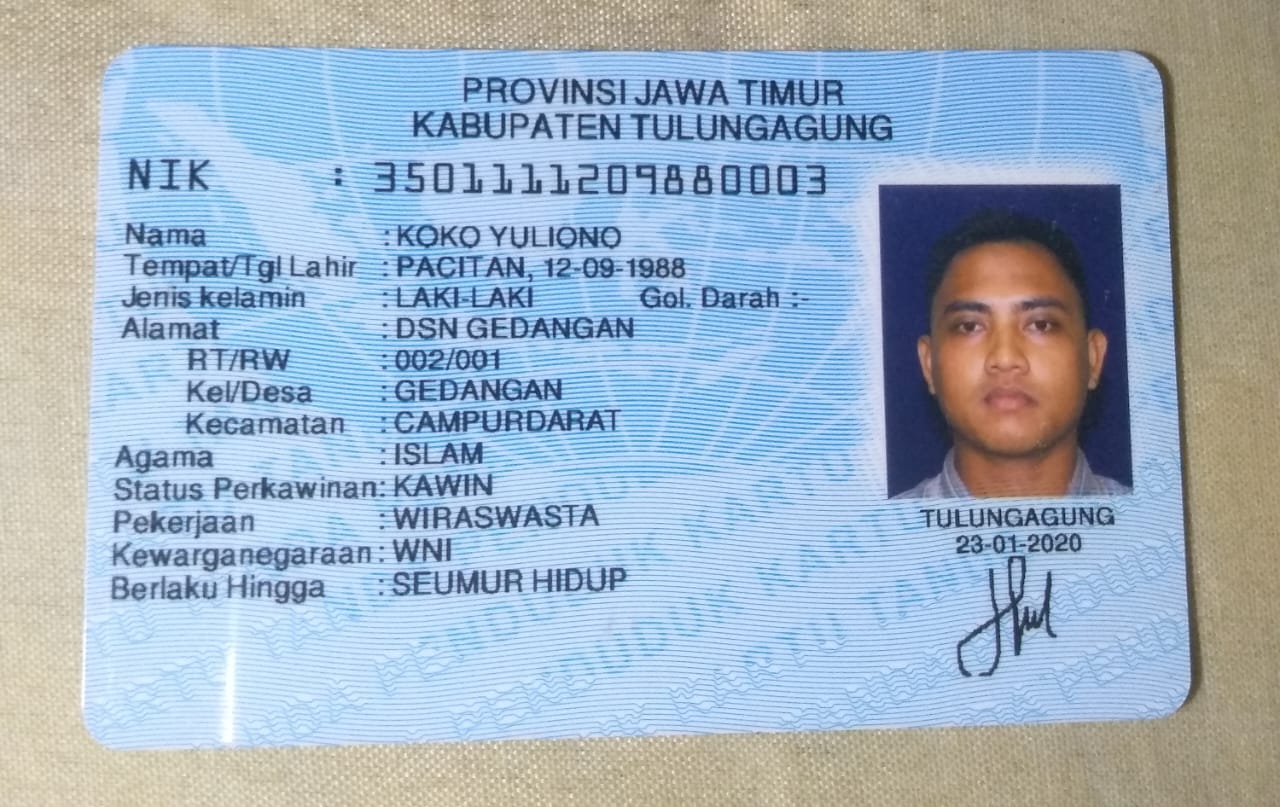 PROVINSI JAWA TIMUR
KABUPATEN TULUNGAGUNG
NIK : 3501111209880003
Nama : KOKO YULIONO
Tempat/Tgl Lahir : PACITAN, 12-09-1988
Jenis kelamin : LAKI-LAKI Gol. Darah :-
Alamat : DSN GEDANGAN
RT/RW : 002/001
Kel/Desa : GEDANGAN
Kecamatan : CAMPURDARAT
Agama : ISLAM
Status Perkawinan: KAWIN
Pekerjaan : WIRASWASTA
Kewarganegaraan : WNI
Berlaku Hingga : SEUMUR HIDUP
TULUNGAGUNG
23-01-2020